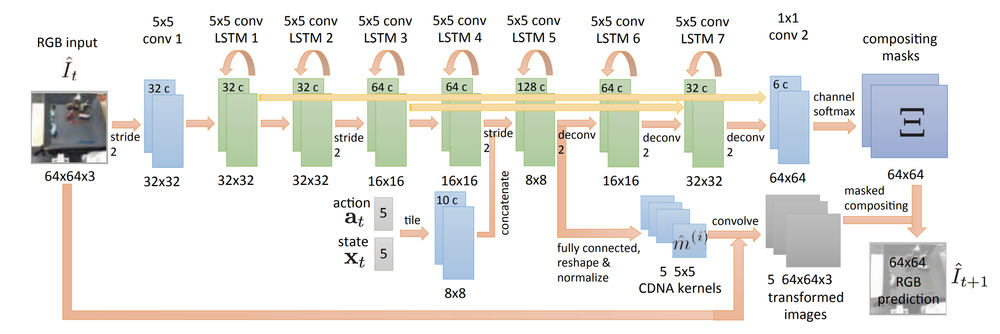 RGB input
Î_t
64x64x3
stride
2
5x5
conv 1
32 c
32x32
5x5 conv
LSTM 1
32 c
32x32
5x5 conv
LSTM 2
32 c
32x32
stride
2
5x5 conv
LSTM 3
64 c
16x16
5x5 conv
LSTM 4
64 c
16x16
stride
2
5x5 conv
LSTM 5
128 c
8x8
deconv
2
5x5 conv
LSTM 6
64 c
16x16
deconv
2
5x5 conv
LSTM 7
32 c
32x32
deconv
2
1x1
conv 2
6 c
64x64
channel
softmax
compositing
masks
Ξ
64x64
action
a_t
5
state
x_t
5
tile
10 c
8x8
concatenate
fully connected,
reshape &
normalize
m̂^(i)
5 5x5
CDNA kernels
convolve
5 64x64x3
transformed
images
masked
compositing
64x64
RGB
prediction
Î_{t+1}